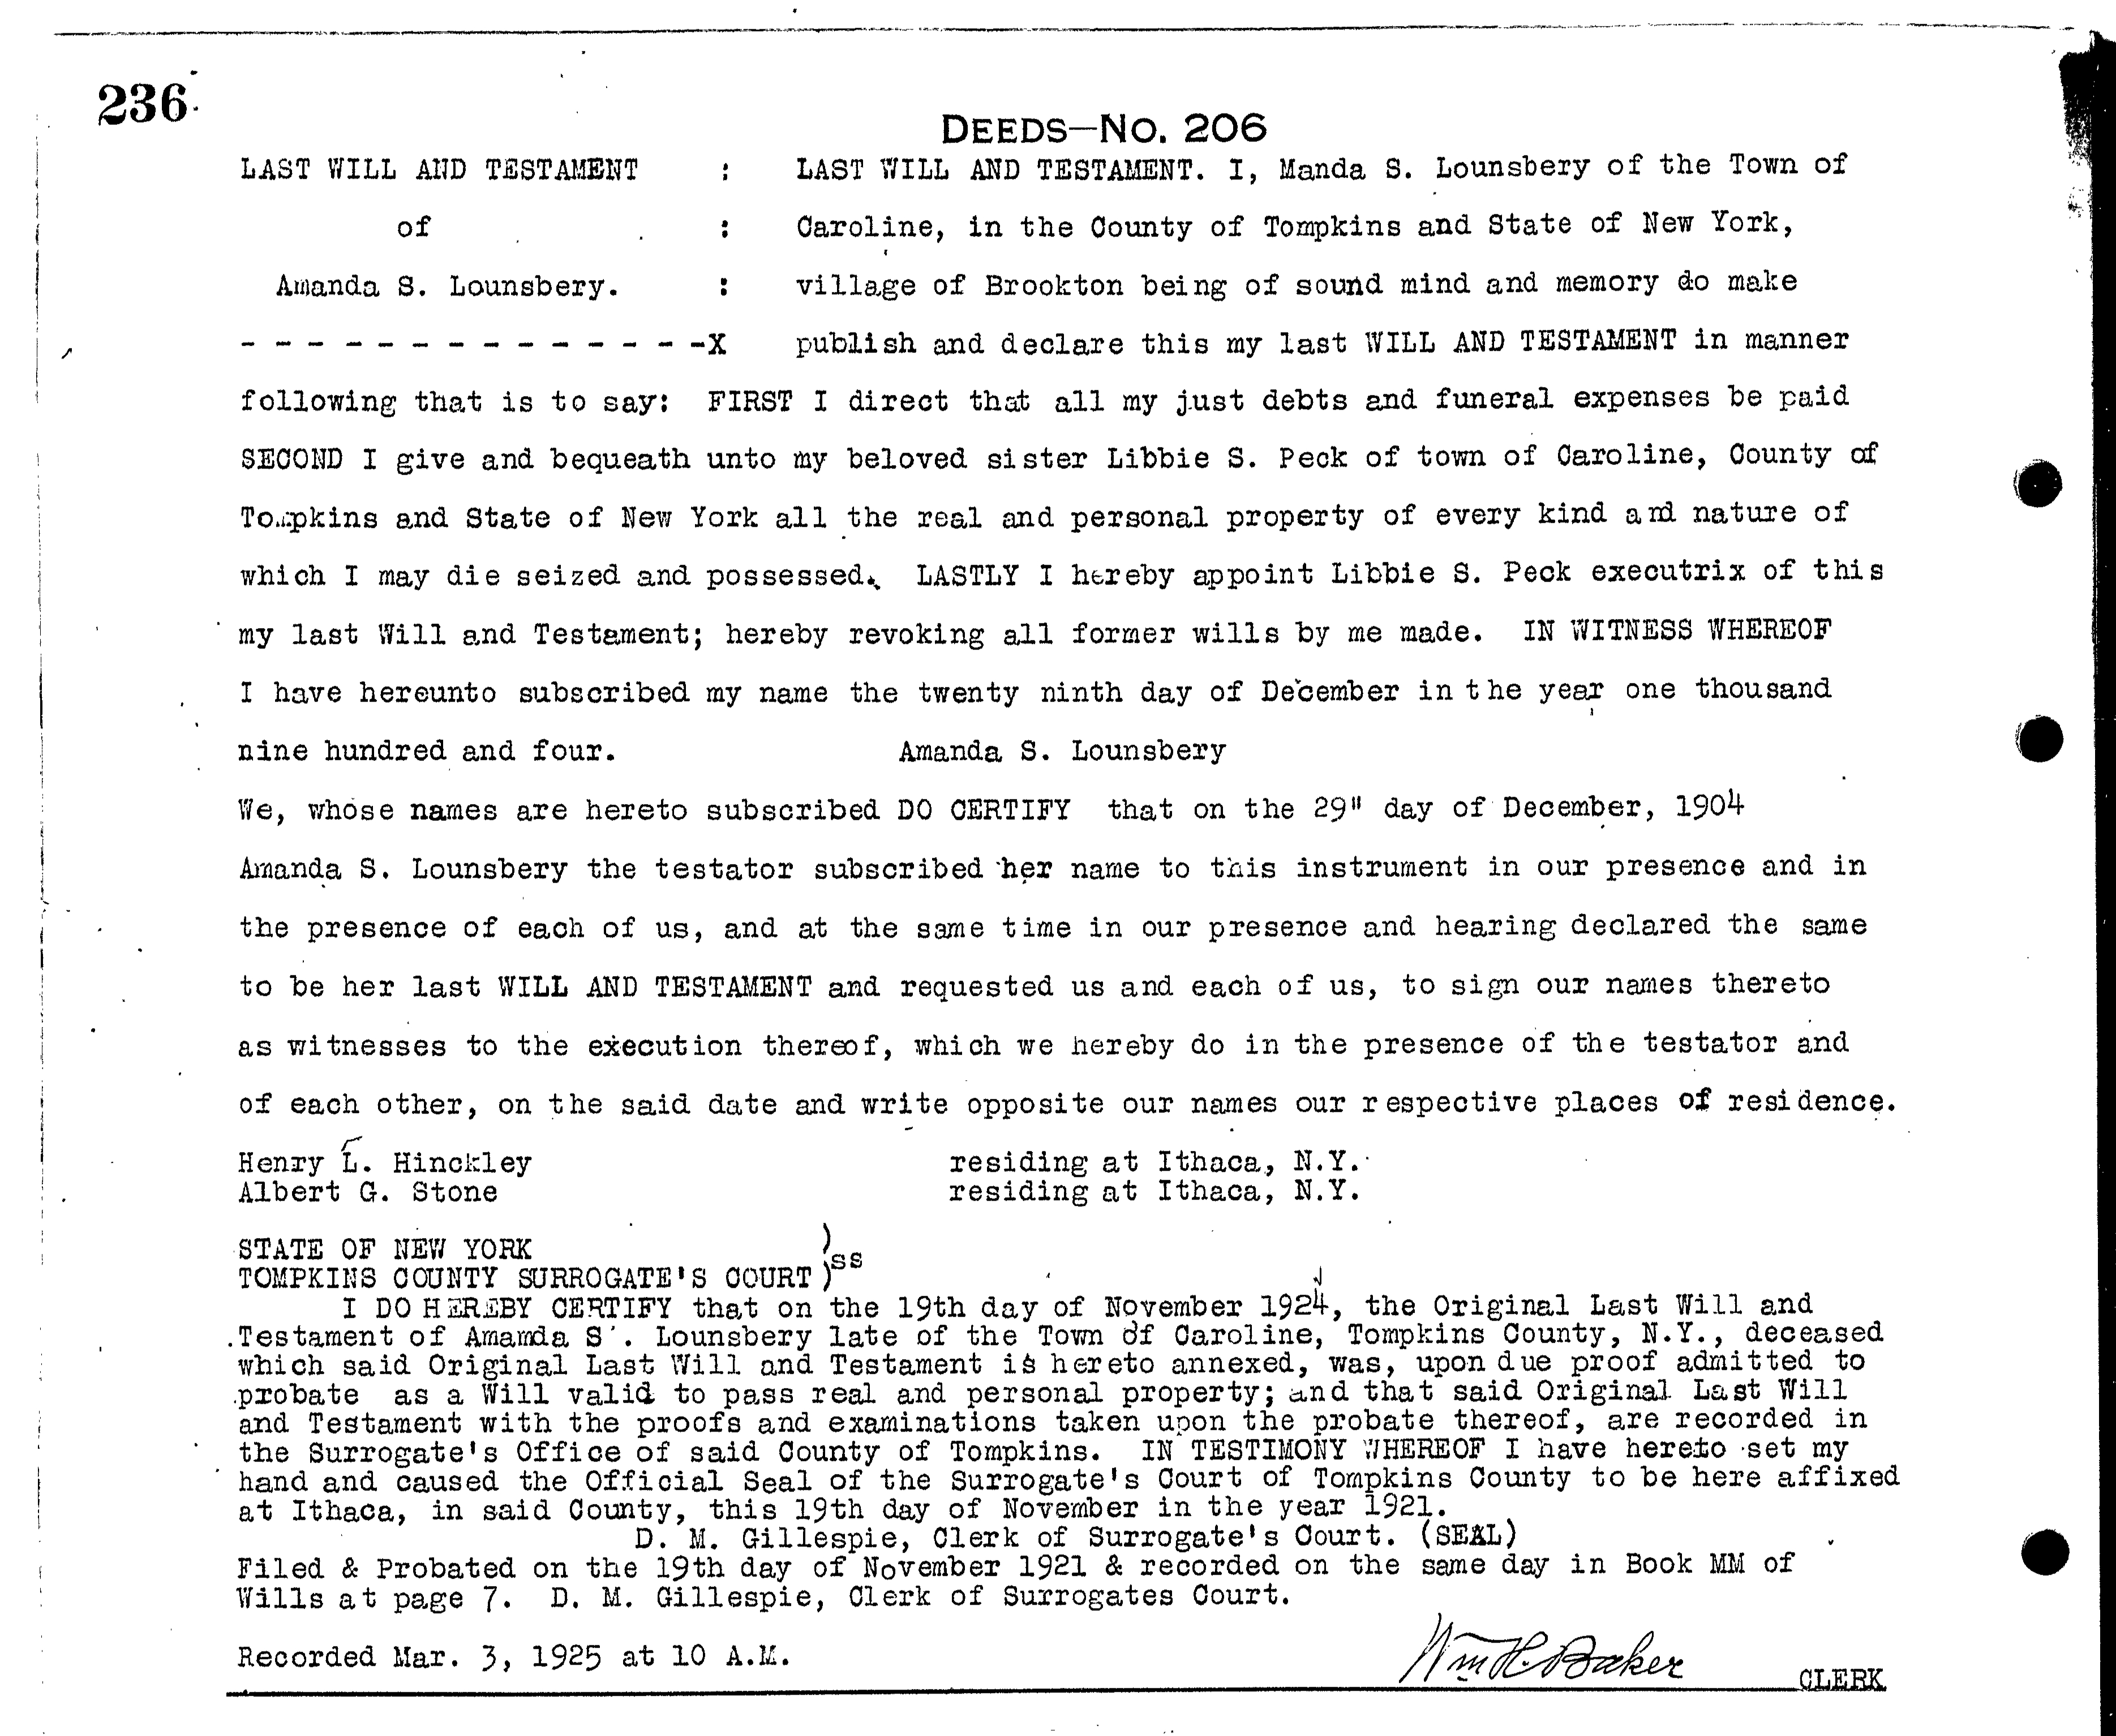 236
DEEDS—NO. 206
LAST WILL AND TESTAMENT : LAST WILL AND TESTAMENT. I, Manda S. Lounsbery of the Town of
of : Caroline, in the County of Tompkins and State of New York,
Amanda S. Lounsbery. : village of Brookton being of sound mind and memory do make
- - - - - - - - - - - - - -X publish and declare this my last WILL AND TESTAMENT in manner
following that is to say: FIRST I direct that all my just debts and funeral expenses be paid
SECOND I give and bequeath unto my beloved sister Libbie S. Peck of town of Caroline, County of
Tompkins and State of New York all the real and personal property of every kind and nature of
which I may die seized and possessed. LASTLY I hereby appoint Libbie S. Peck executrix of this
my last Will and Testament; hereby revoking all former wills by me made. IN WITNESS WHEREOF
I have hereunto subscribed my name the twenty ninth day of December in the year one thousand
nine hundred and four. Amanda S. Lounsbery
We, whose names are hereto subscribed DO CERTIFY that on the 29" day of December, 1904
Amanda S. Lounsbery the testator subscribed her name to this instrument in our presence and in
the presence of each of us, and at the same time in our presence and hearing declared the same
to be her last WILL AND TESTAMENT and requested us and each of us, to sign our names thereto
as witnesses to the execution thereof, which we hereby do in the presence of the testator and
of each other, on the said date and write opposite our names our respective places of residence.
Henry L. Hinckley residing at Ithaca, N.Y.
Albert G. Stone residing at Ithaca, N.Y.
STATE OF NEW YORK )
TOMPKINS COUNTY SURROGATE'S COURT )ss
I DO HEREBY CERTIFY that on the 19th day of November 1924, the Original Last Will and
Testament of Amamda S. Lounsbery late of the Town of Caroline, Tompkins County, N.Y., deceased
which said Original Last Will and Testament is hereto annexed, was, upon due proof admitted to
probate as a Will valid to pass real and personal property; and that said Original Last Will
and Testament with the proofs and examinations taken upon the probate thereof, are recorded in
the Surrogate's Office of said County of Tompkins. IN TESTIMONY WHEREOF I have hereto set my
hand and caused the Official Seal of the Surrogate's Court of Tompkins County to be here affixed
at Ithaca, in said County, this 19th day of November in the year 1921.
D. M. Gillespie, Clerk of Surrogate's Court. (SEAL)
Filed & Probated on the 19th day of November 1921 & recorded on the same day in Book MM of
Wills at page 7. D. M. Gillespie, Clerk of Surrogates Court.
Recorded Mar. 3, 1925 at 10 A.M. Wm H. Baker CLERK